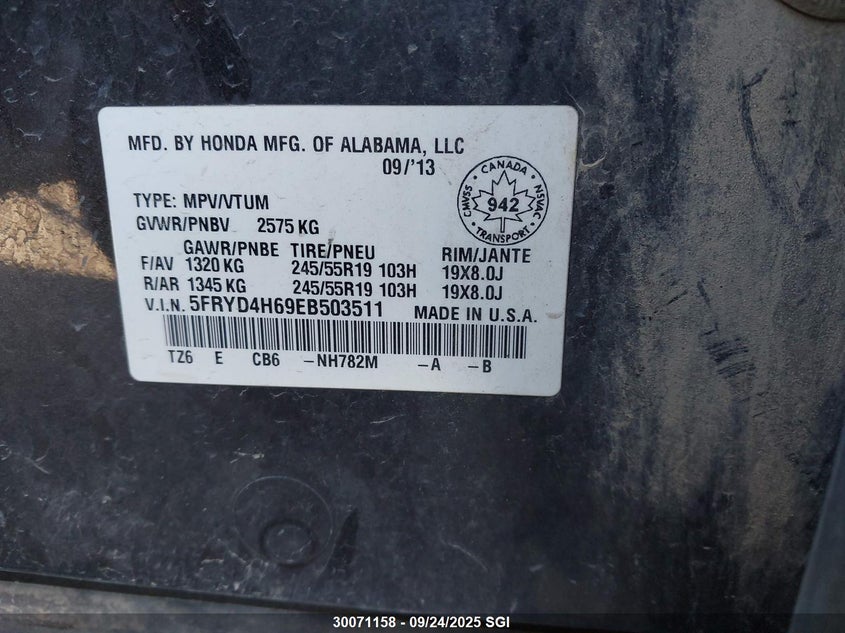 MFD. BY HONDA MFG. OF ALABAMA, LLC
09/'13
CANADA
CMVSS 942 NSVAC
TRANSPORT
TYPE: MPV/VTUM
GVWR/PNBV 2575 KG
GAWR/PNBE TIRE/PNEU RIM/JANTE
F/AV 1320 KG 245/55R19 103H 19X8.0J
R/AR 1345 KG 245/55R19 103H 19X8.0J
V.I.N. 5FRYD4H69EB503511 MADE IN U.S.A.
TZ6 E CB6 –NH782M –A –B
30071158 - 09/24/2025 SGI